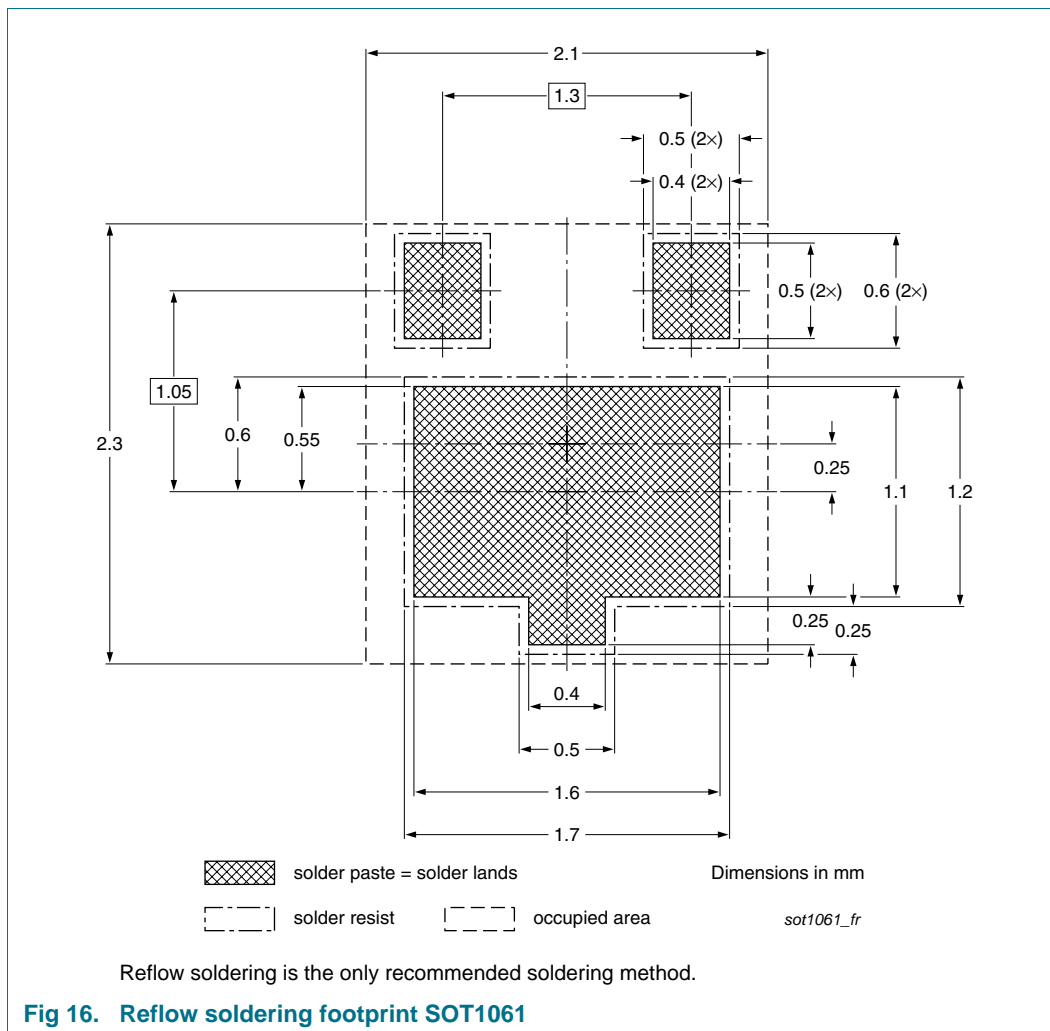 2.1
1.3
0.5 (2×)
0.4 (2×)
0.5 (2×)
0.6 (2×)
1.05
2.3
0.6
0.55
0.25
1.1
1.2
0.25
0.25
0.4
0.5
1.6
1.7
solder paste = solder lands
Dimensions in mm
solder resist
occupied area
sot1061_fr
Reflow soldering is the only recommended soldering method.
Fig 16. Reflow soldering footprint SOT1061